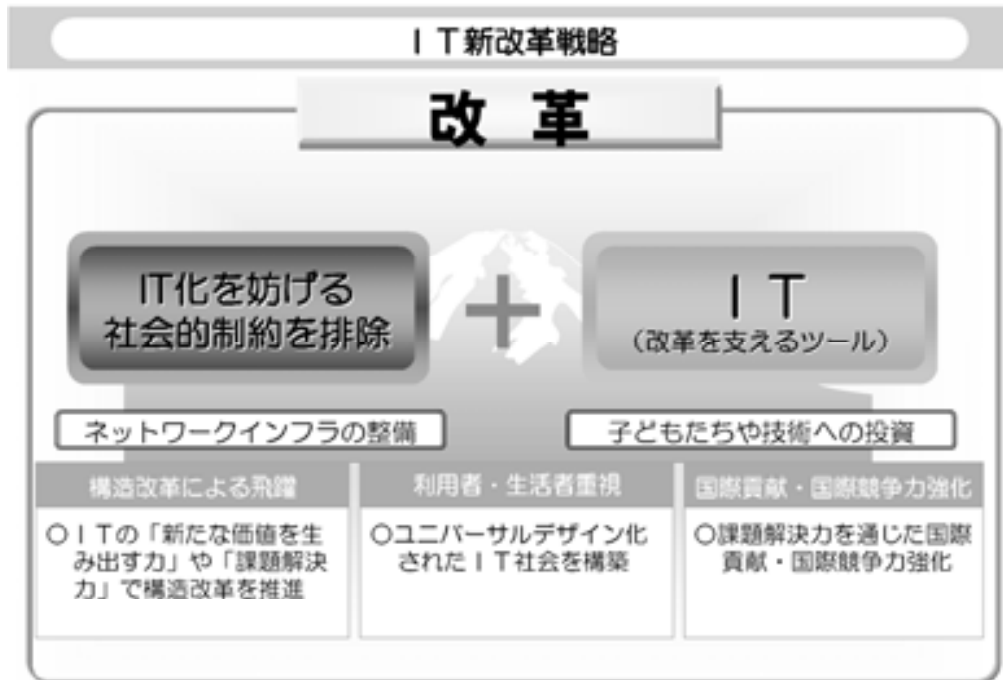 IT新改革戦略
改革
IT化を妨げる
社会的制約を排除
+
IT
(改革を支えるツール)
ネットワークインフラの整備
子どもたちや技術への投資
構造改革による飛躍
○ITの「新たな価値を生
み出す力」や「課題解決
力」で構造改革を推進
利用者・生活者重視
○ユニバーサルデザイン化
されたIT社会を構築
国際貢献・国際競争力強化
○課題解決力を通じた国際
貢献・国際競争力強化